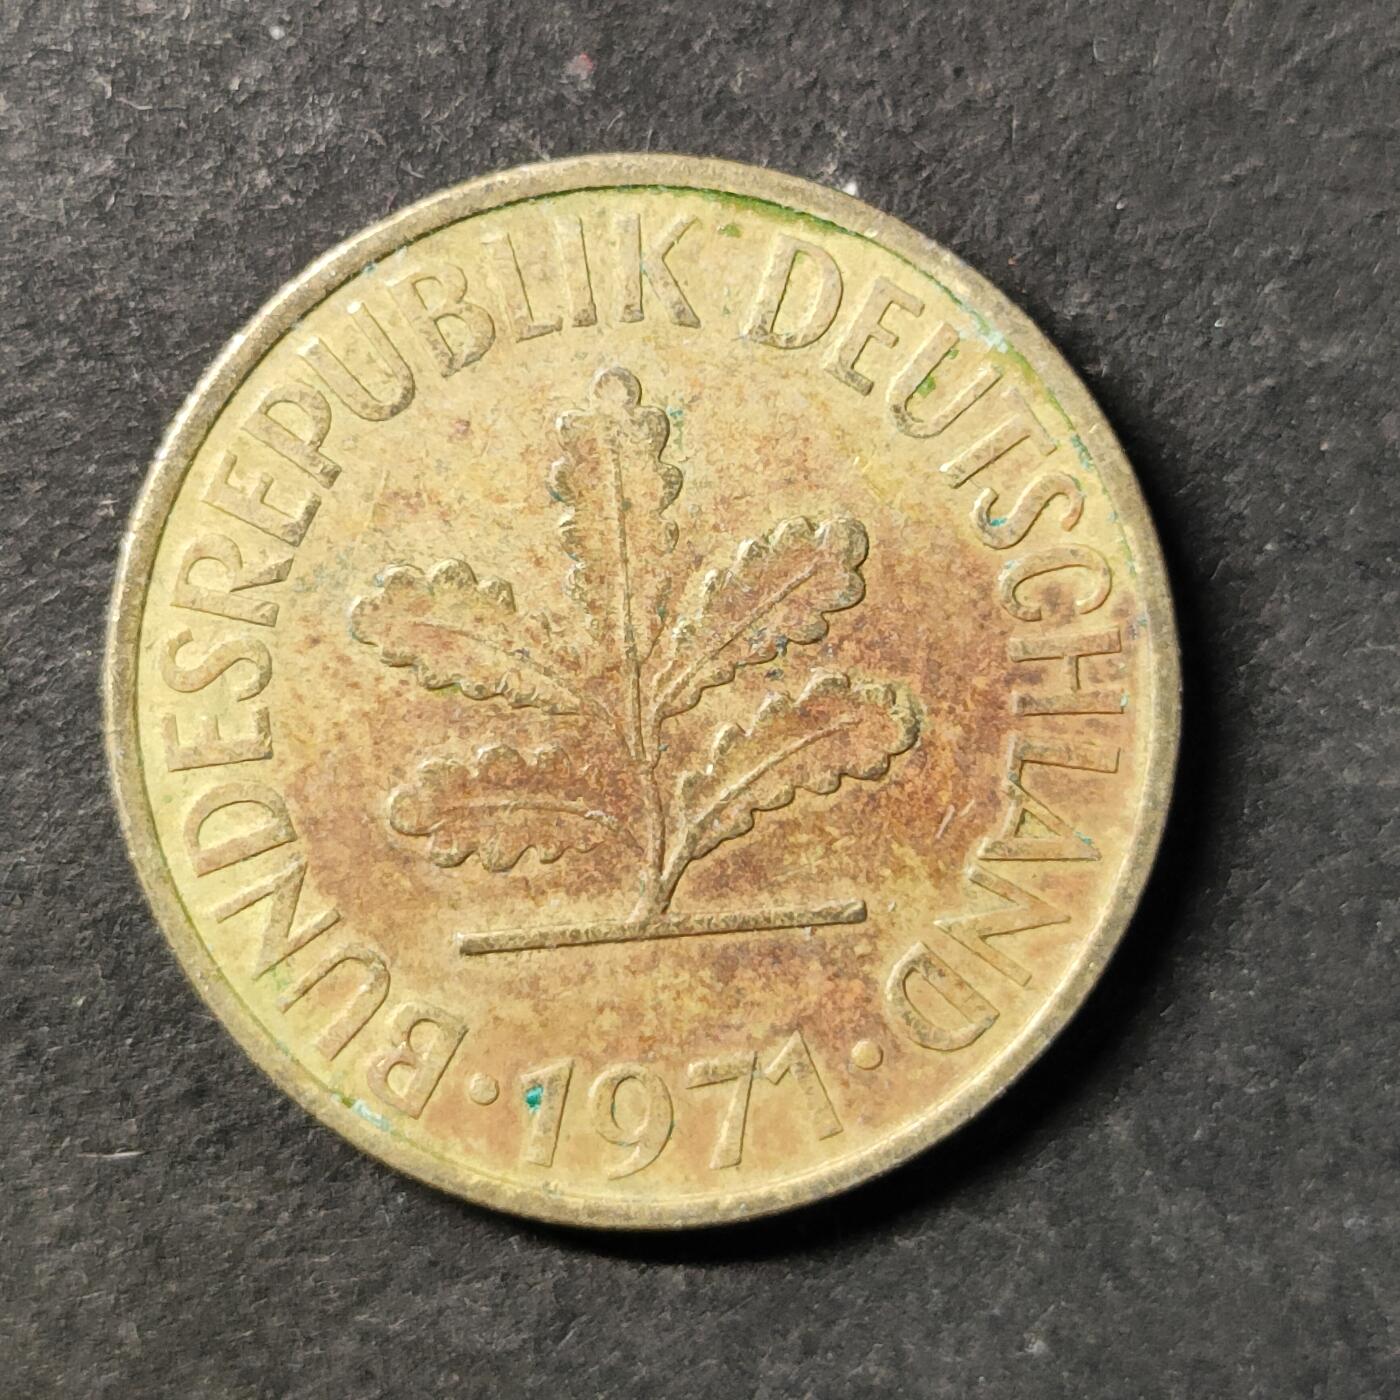 BUNDESREPUBLIK DEUTSCHLAND
· 1971 ·